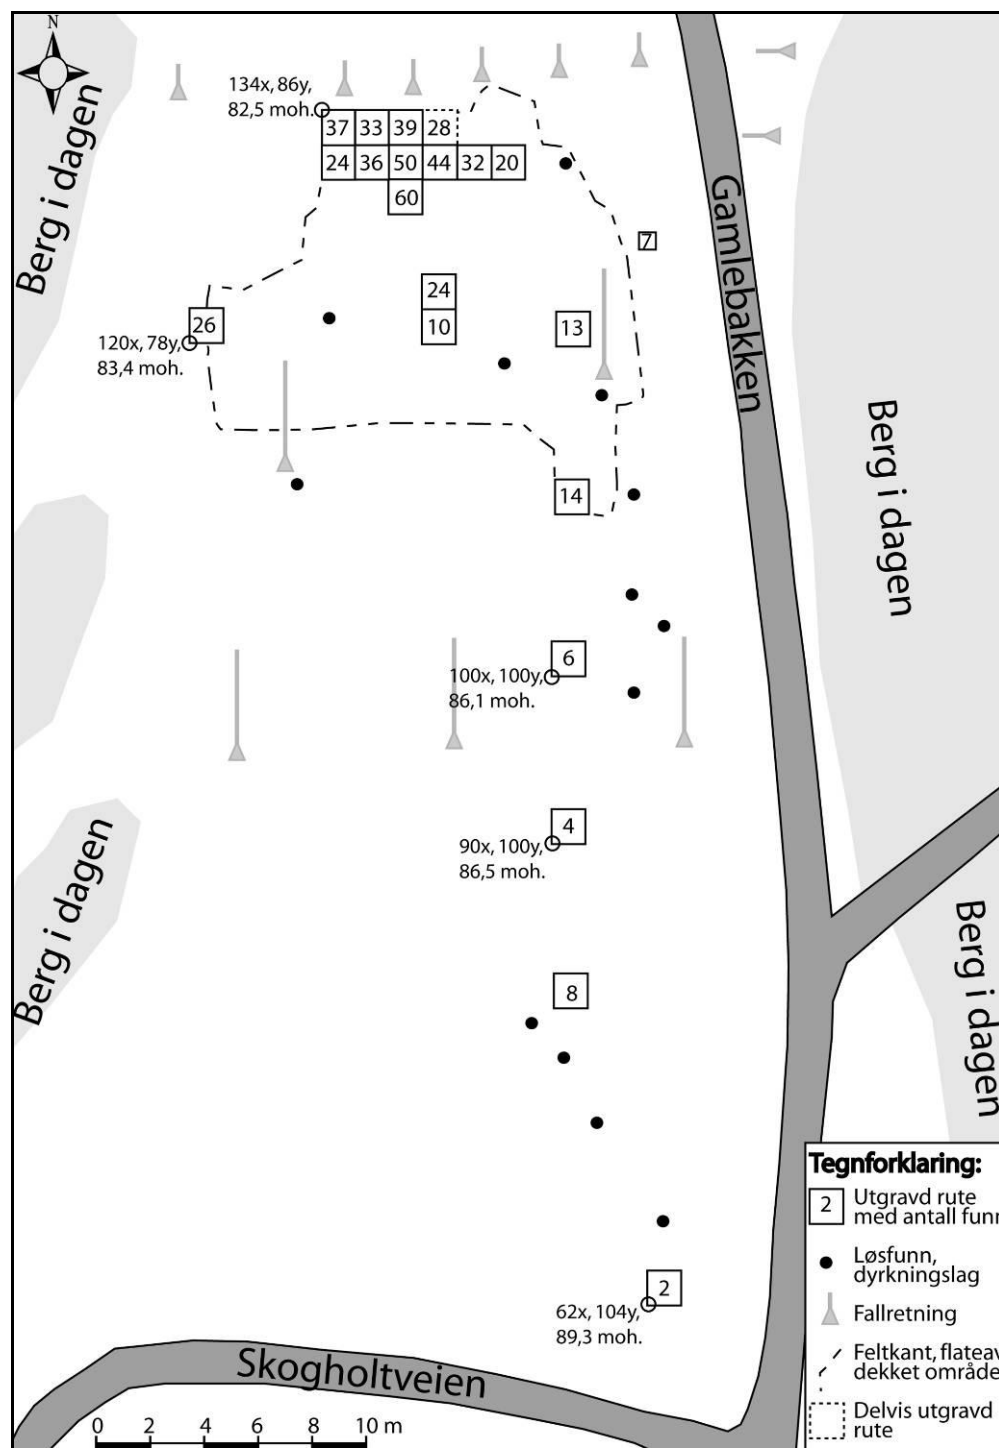 N
Berg i dagen
134x, 86y,
82,5 moh.
37 33 39 28
24 36 50 44 32 20
60
7
Gamlebakken
24
26
10
13
120x, 78y,
83,4 moh.
Berg i dagen
14
6
100x, 100y,
86,1 moh.
4
90x, 100y,
86,5 moh.
Berg i dagen
Berg i dagen
8
2
62x, 104y,
89,3 moh.
Skogholtveien
0 2 4 6 8 10 m
Tegnforklaring:
2 Utgravd rute
med antall funn
Løsfunn,
dyrkningslag
Fallretning
Feltkant, flateav
dekket område
Delvis utgravd
rute